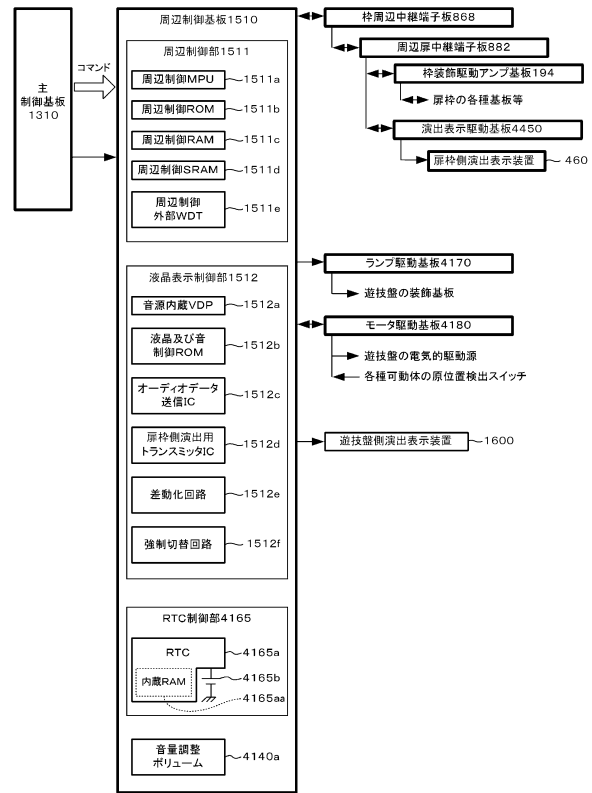 主
制御基板
1310
コマンド
周辺制御基板1510
周辺制御部1511
周辺制御MPU
1511a
周辺制御ROM
1511b
周辺制御RAM
1511c
周辺制御SRAM
1511d
周辺制御
外部WDT
1511e
液晶表示制御部1512
音源内蔵VDP
1512a
液晶及び音
制御ROM
1512b
オーディオデータ
送信IC
1512c
扉枠側演出用
トランスミッタIC
1512d
差動化回路
1512e
強制切替回路
1512f
RTC制御部4165
RTC
4165a
内蔵RAM
4165b
4165aa
音量調整
ボリューム
4140a
枠周辺中継端子板868
周辺扉中継端子板882
枠装飾駆動アンプ基板194
扉枠の各種基板等
演出表示駆動基板4450
扉枠側演出表示装置
460
ランプ駆動基板4170
遊技盤の装飾基板
モータ駆動基板4180
遊技盤の電気的駆動源
各種可動体の原位置検出スイッチ
遊技盤側演出表示装置
1600